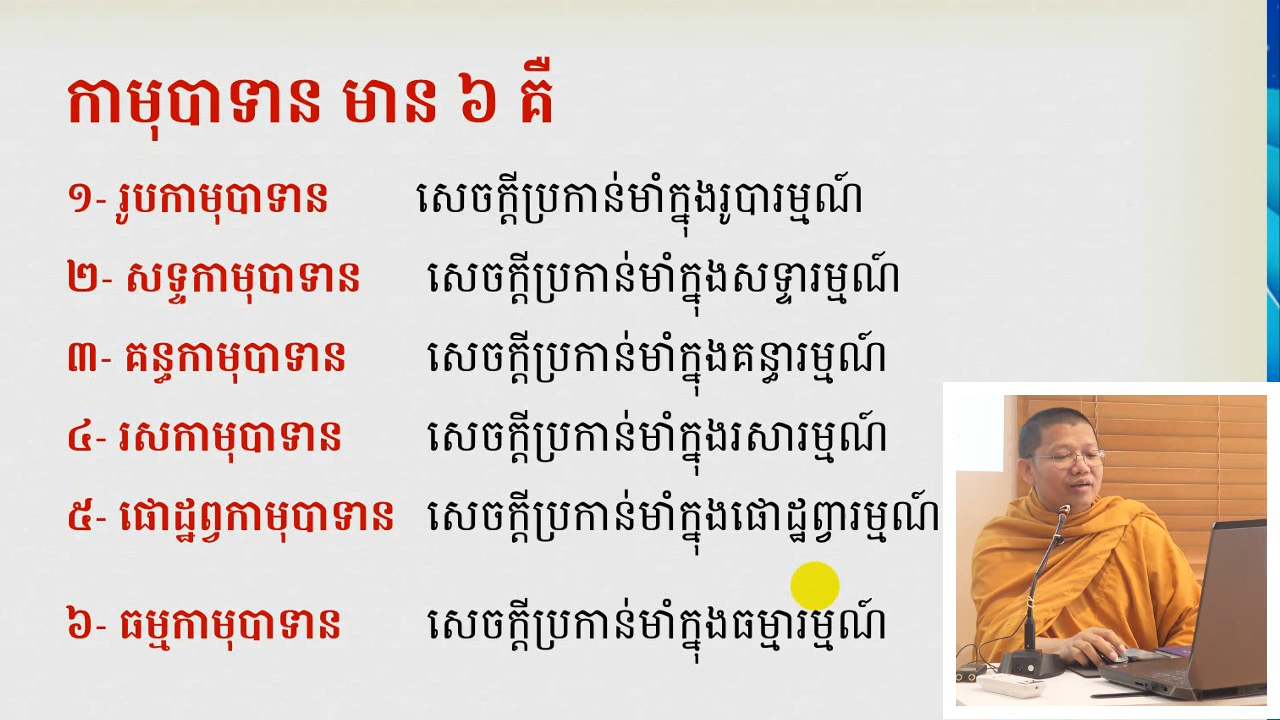 កាមុបាទាន មាន ៦ គឺ
១- រូបកាមុបាទាន សេចក្ដីប្រកាន់មាំក្នុងរូបារម្មណ៍
២- សទ្ទកាមុបាទាន សេចក្ដីប្រកាន់មាំក្នុងសទ្ទារម្មណ៍
៣- គន្ធកាមុបាទាន សេចក្ដីប្រកាន់មាំក្នុងគន្ធារម្មណ៍
៤- រសកាមុបាទាន សេចក្ដីប្រកាន់មាំក្នុងរសារម្មណ៍
៥- ផោដ្ឋព្វកាមុបាទាន សេចក្ដីប្រកាន់មាំក្នុងផោដ្ឋព្វារម្មណ៍
៦- ធម្មកាមុបាទាន សេចក្ដីប្រកាន់មាំក្នុងធម្មារម្មណ៍